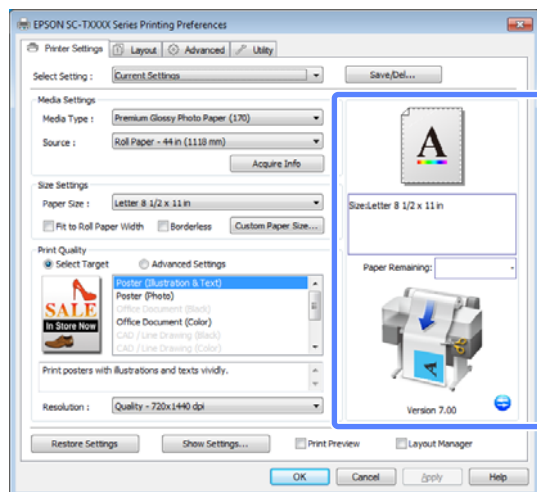 EPSON SC-TXXXX Series Printing Preferences
Printer Settings Layout Advanced Utility
Select Setting : Current Settings Save/Del...
Media Settings
Media Type : Premium Glossy Photo Paper (170)
Source : Roll Paper - 44 in (1118 mm)
Acquire Info
Size Settings
Paper Size : Letter 8 1/2 x 11 in
Fit to Roll Paper Width Borderless Custom Paper Size...
Print Quality
Select Target Advanced Settings
Poster (Illustration & Text)
Poster (Photo)
Office Document (Black)
Office Document (Color)
CAD / Line Drawing (Black)
CAD / Line Drawing (Color)
SALE
In Store Now
Print posters with illustrations and texts vividly.
Resolution : Quality - 720x1440 dpi
A
Size:Letter 8 1/2 x 11 in
Paper Remaining:
A
Version 7.00
Restore Settings Show Settings... Print Preview Layout Manager
OK Cancel Apply Help